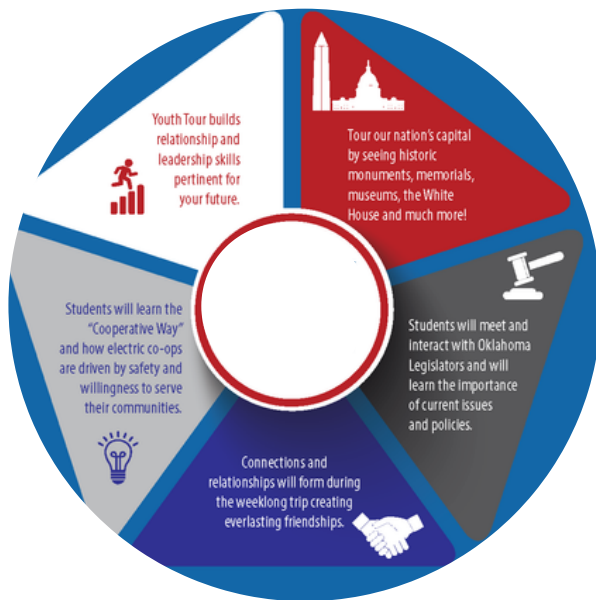 Youth Tour builds
relationship and
leadership skills
pertinent for
your future.
Tour our nation's capital
by seeing historic
monuments, memorials,
museums, the White
House and much more!
Students will meet and
interact with Oklahoma
Legislators and will
learn the importance
of current issues
and policies.
Connections and
relationships will form during
the weeklong trip creating
everlasting friendships.
Students will learn the
“Cooperative Way”
and how electric co-ops
are driven by safety and
willingness to serve
their communities.